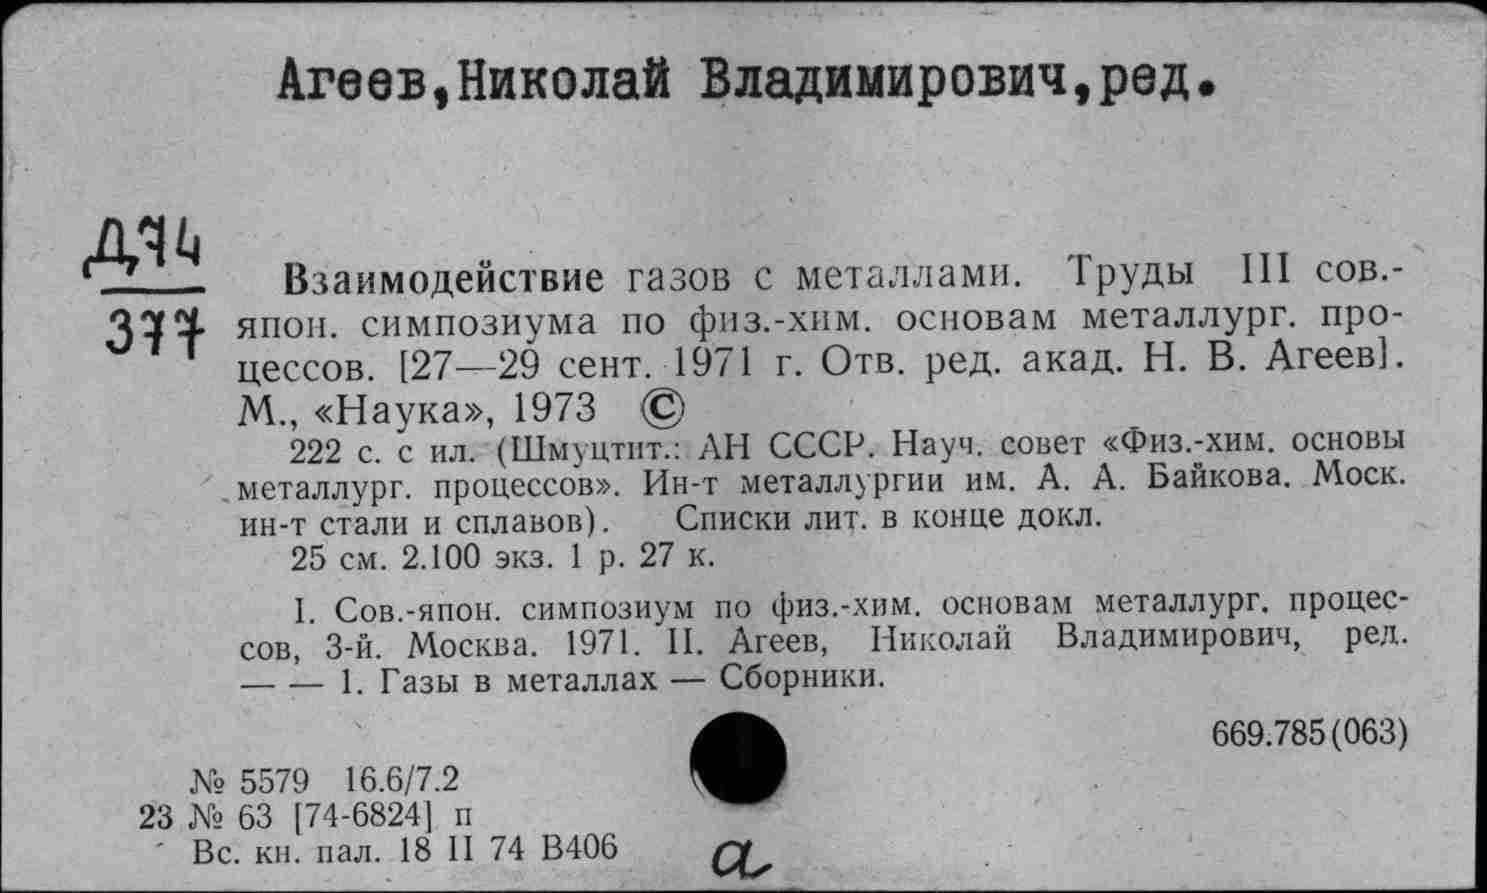 Агеев,Николай Владимирович,ред.
Д74
377
Взаимодействие газов с металлами. Труды III сов.-
япон. симпозиума по физ.-хим. основам металлург. про-
цессов. [27—29 сент. 1971 г. Отв. ред. акад. Н. В. Агеев].
М., «Наука», 1973 ©
222 с. с ил. (Шмуцтит.: АН СССР. Науч. совет «Физ.-хим. основы
металлург. процессов». Ин-т металлургии им. А. А. Байкова. Моск.
ин-т стали и сплавов). Списки лит. в конце докл.
25 см. 2.100 экз. 1 р. 27 к.
I. Сов.-япон. симпозиум по физ.-хим. основам металлург. процес-
сов, 3-й. Москва. 1971. II. Агеев, Николай Владимирович, ред.
— — 1. Газы в металлах — Сборники.
669.785(063)
№ 5579 16.6/7.2
23 № 63 [74-6824] п
Вс. кн. пал. 18 II 74 В406
а